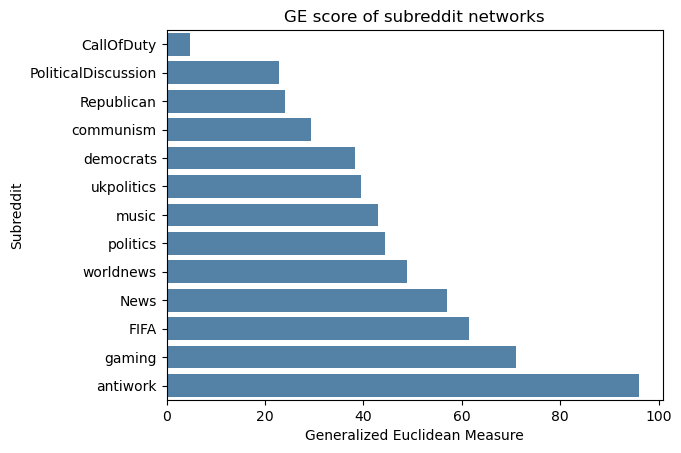 GE score of subreddit networks
Subreddit
CallOfDuty
PoliticalDiscussion
Republican
communism
democrats
ukpolitics
music
politics
worldnews
News
FIFA
gaming
antiwork
0 20 40 60 80 100
Generalized Euclidean Measure